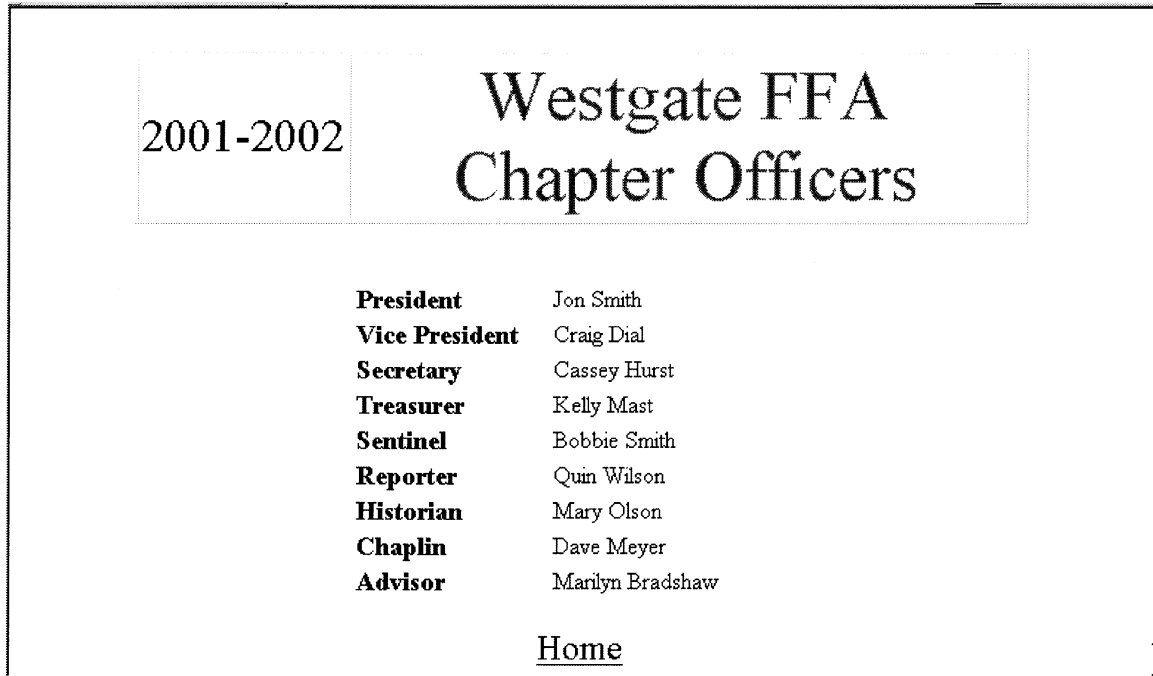 2001-2002
Westgate FFA
Chapter Officers
President Jon Smith
Vice President Craig Dial
Secretary Cassey Hurst
Treasurer Kelly Mast
Sentinel Bobbie Smith
Reporter Quin Wilson
Historian Mary Olson
Chaplin Dave Meyer
Advisor Marilyn Bradshaw
Home